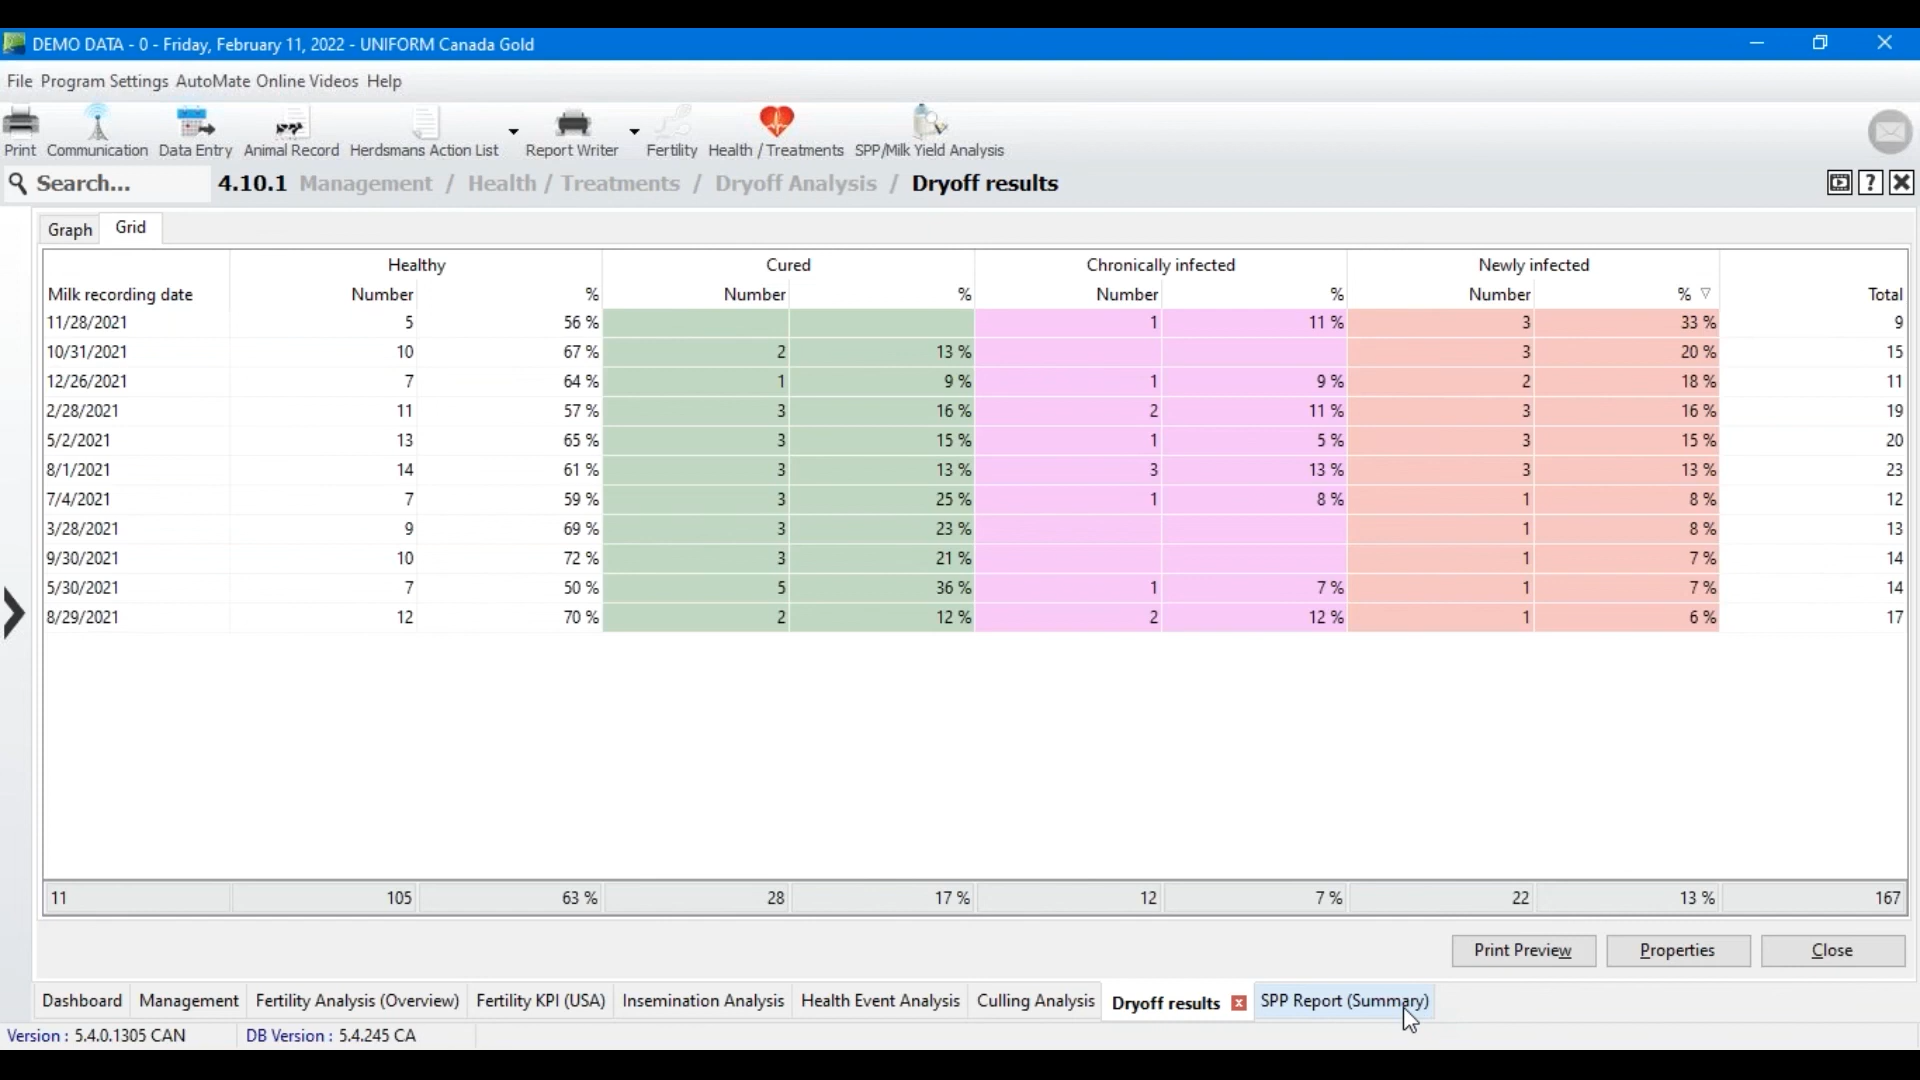 DEMO DATA - 0 - Friday, February 11, 2022 - UNIFORM Canada Gold
File Program Settings AutoMate Online Videos Help
Print Communication Data Entry Animal Record Herdsmans Action List Report Writer Fertility Health / Treatments SPP/Milk Yield Analysis
Search... 4.10.1 Management / Health / Treatments / Dryoff Analysis / Dryoff results ?
Graph Grid
Healthy Cured Chronically infected Newly infected
Milk recording date Number % Number % Number % Number % Total
11/28/2021 5 56 % 1 11 % 3 33 % 9
10/31/2021 10 67 % 2 13 % 3 20 % 15
12/26/2021 7 64 % 1 9 % 1 9 % 2 18 % 11
2/28/2021 11 57 % 3 16 % 2 11 % 3 16 % 19
5/2/2021 13 65 % 3 15 % 1 5 % 3 15 % 20
8/1/2021 14 61 % 3 13 % 3 13 % 3 13 % 23
7/4/2021 7 59 % 3 25 % 1 8 % 1 8 % 12
3/28/2021 9 69 % 3 23 % 1 8 % 13
9/30/2021 10 72 % 3 21 % 1 7 % 14
5/30/2021 7 50 % 5 36 % 1 7 % 1 7 % 14
8/29/2021 12 70 % 2 12 % 2 12 % 1 6 % 17
11 105 63 % 28 17 % 12 7 % 22 13 % 167
Print Preview Properties Close
Dashboard Management Fertility Analysis (Overview) Fertility KPI (USA) Insemination Analysis Health Event Analysis Culling Analysis Dryoff results x SPP Report (Summary)
Version : 5.4.0.1305 CAN DB Version : 5.4.245 CA